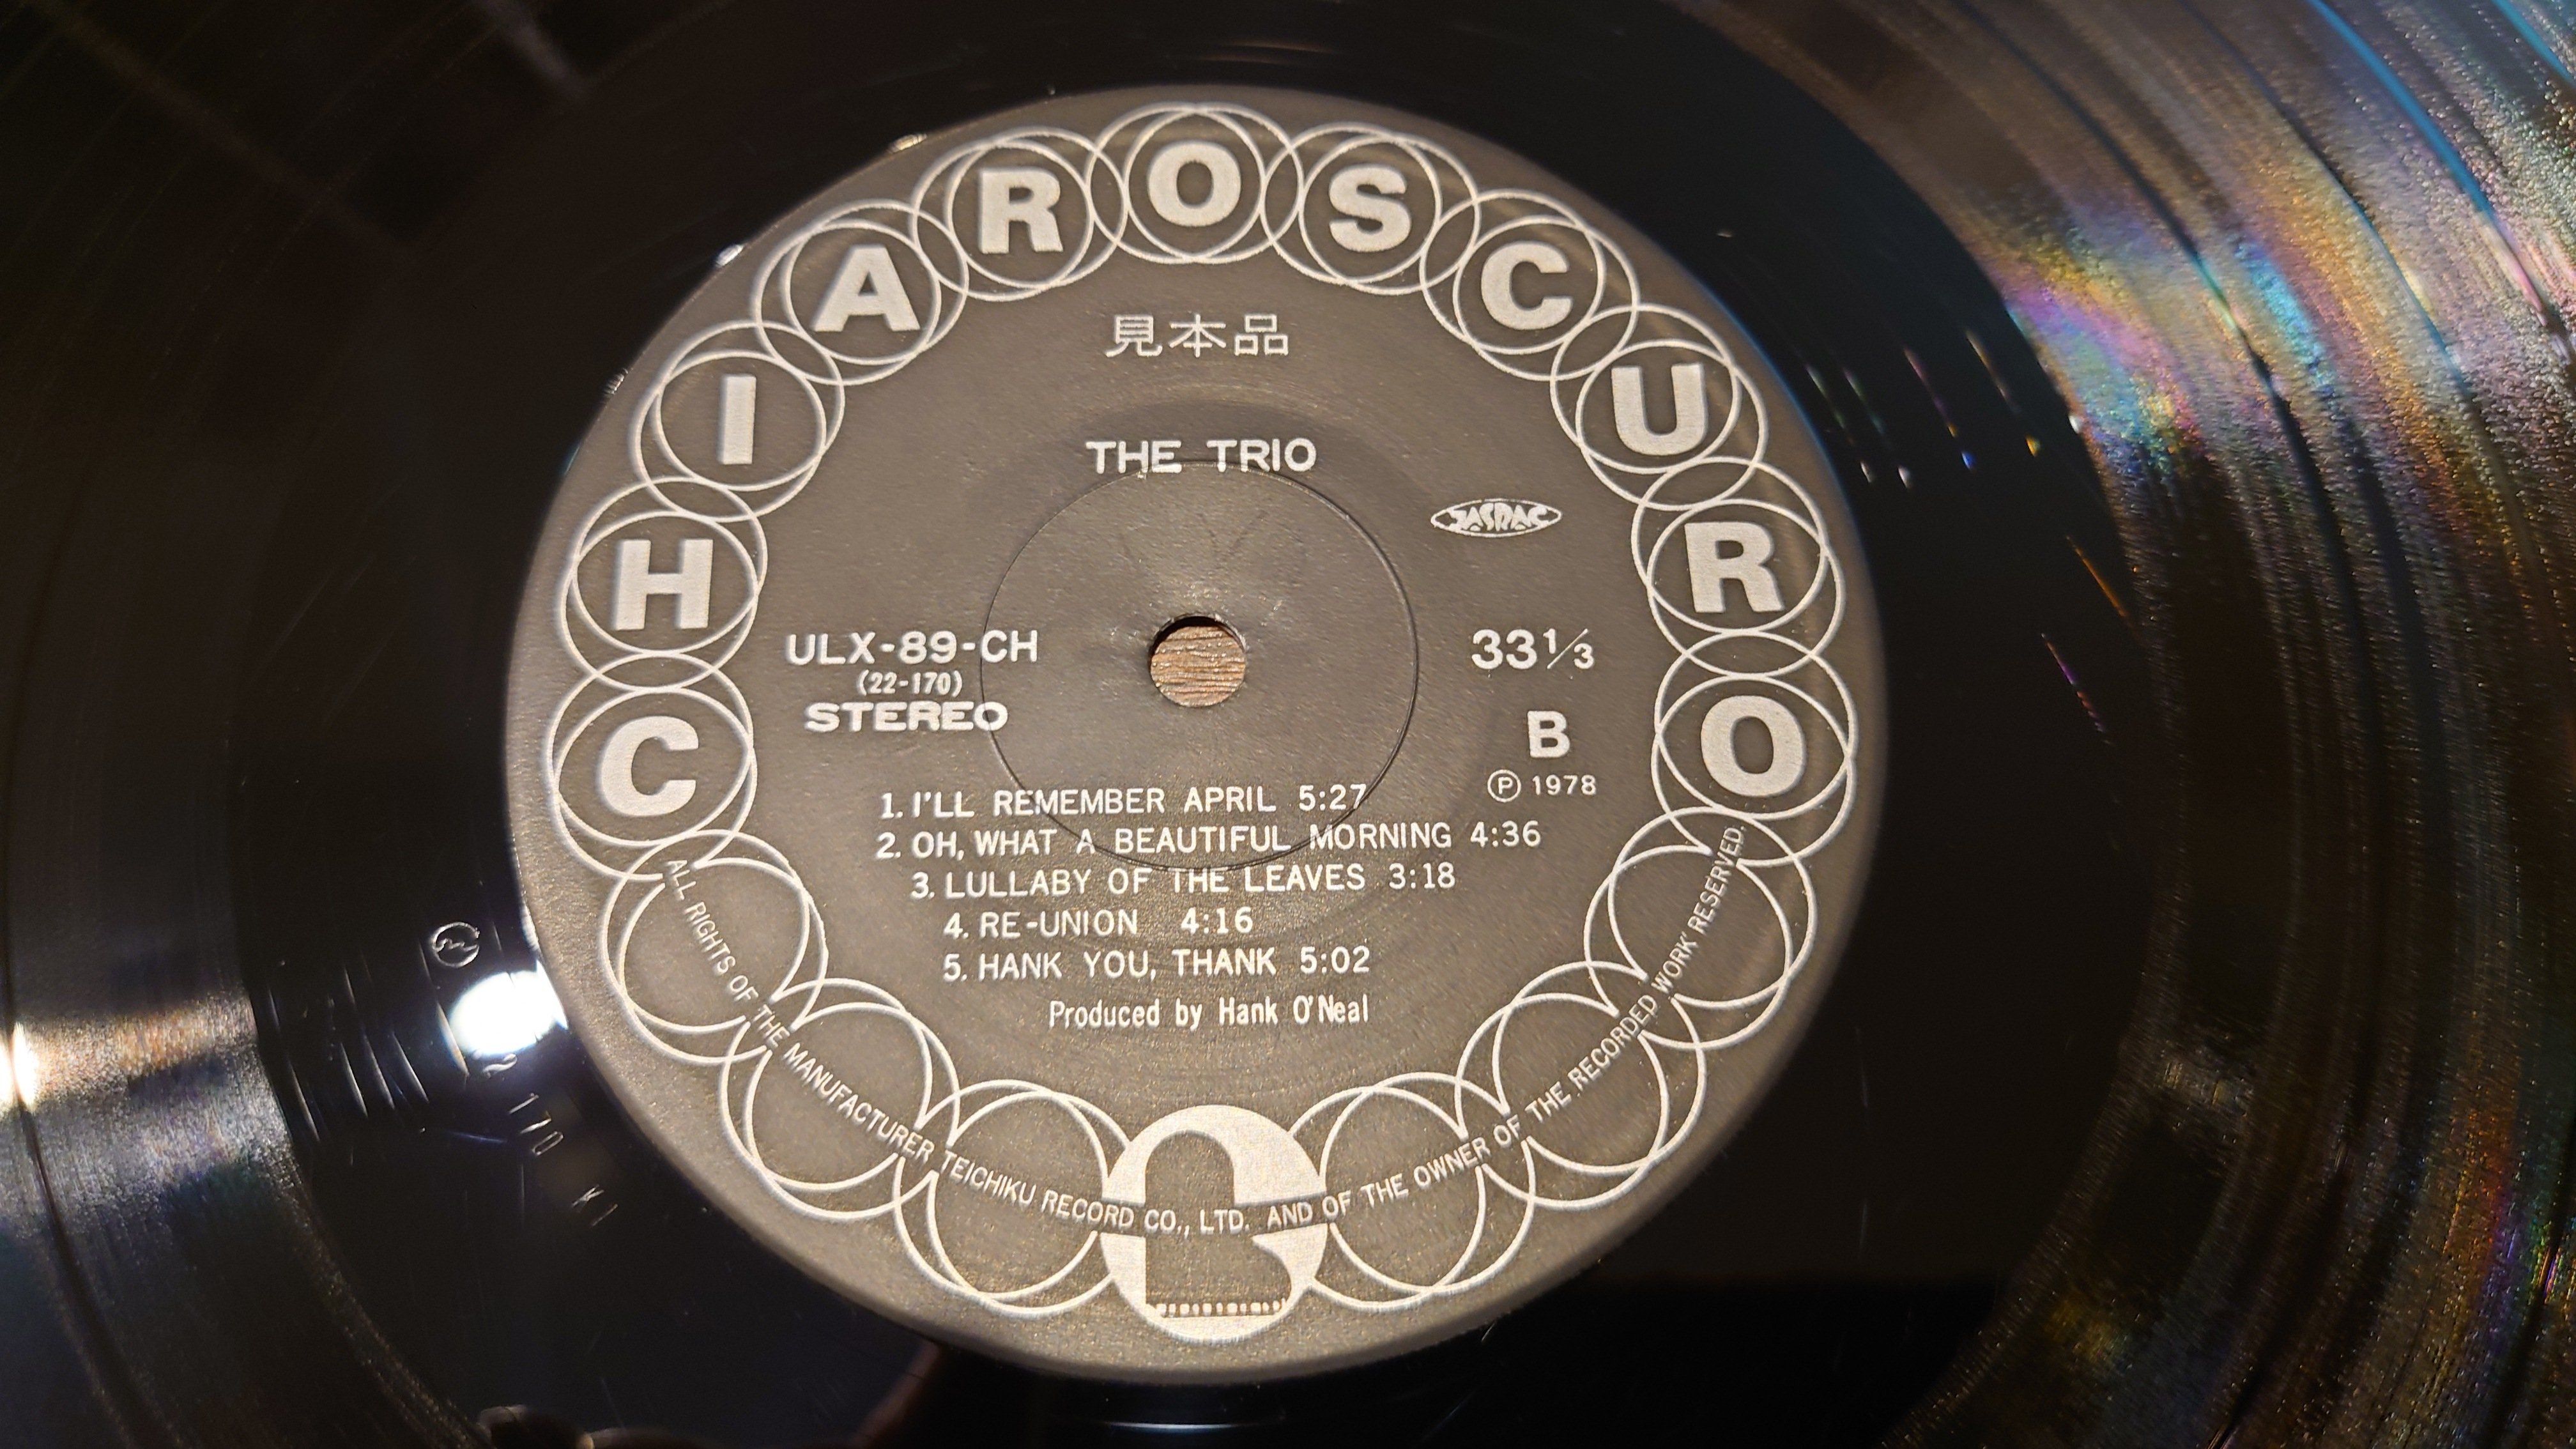 CHIAROSCURO
見本品
THE TRIO
JASRAC
ULX-89-CH
(22-170)
STEREO
33⅓
B
Ⓟ 1978
1. I'LL REMEMBER APRIL 5:27
2. OH, WHAT A BEAUTIFUL MORNING 4:36
3. LULLABY OF THE LEAVES 3:18
4. RE-UNION 4:16
5. HANK YOU, THANK 5:02
Produced by Hank O'Neal
ALL RIGHTS OF THE MANUFACTURER TEICHIKU RECORD CO., LTD. AND OF THE OWNER OF THE RECORDED WORK RESERVED.
170